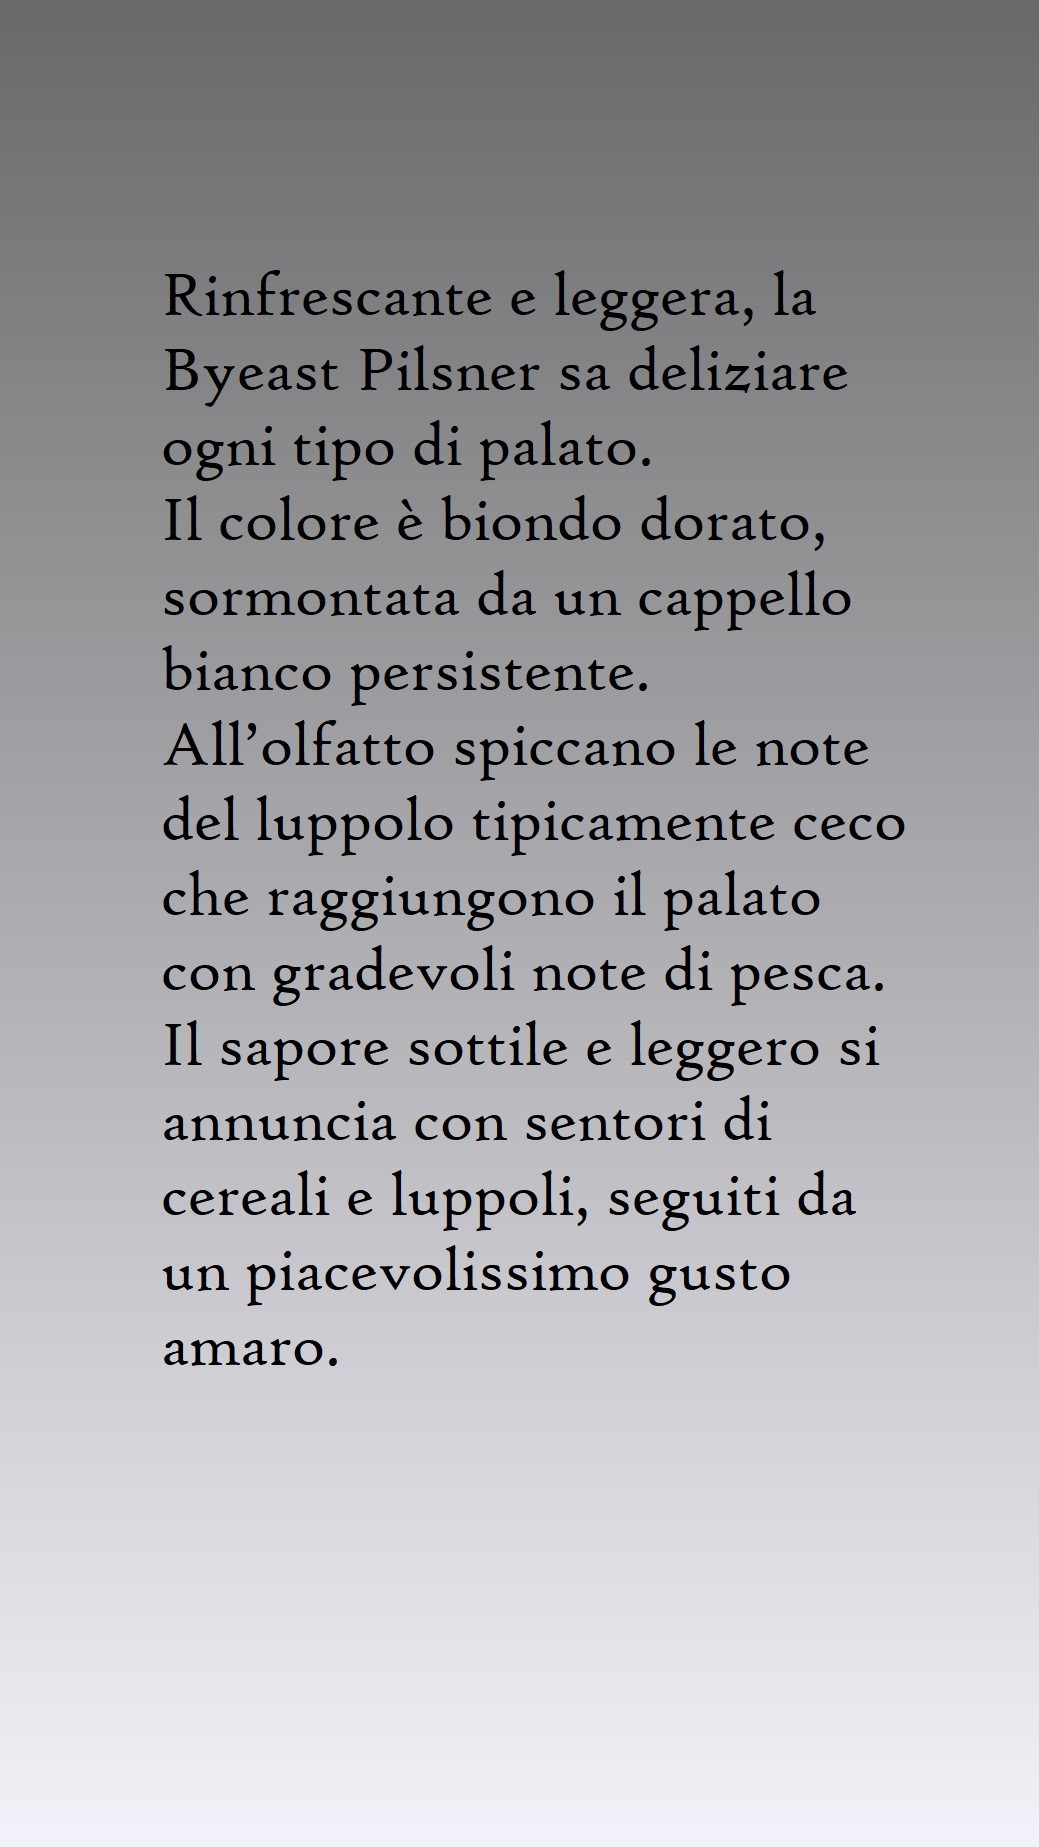 Rinfrescante e leggera, la
Byeast Pilsner sa deliziare
ogni tipo di palato.
Il colore è biondo dorato,
sormontata da un cappello
bianco persistente.
All’olfatto spiccano le note
del luppolo tipicamente ceco
che raggiungono il palato
con gradevoli note di pesca.
Il sapore sottile e leggero si
annuncia con sentori di
cereali e luppoli, seguiti da
un piacevolissimo gusto
amaro.